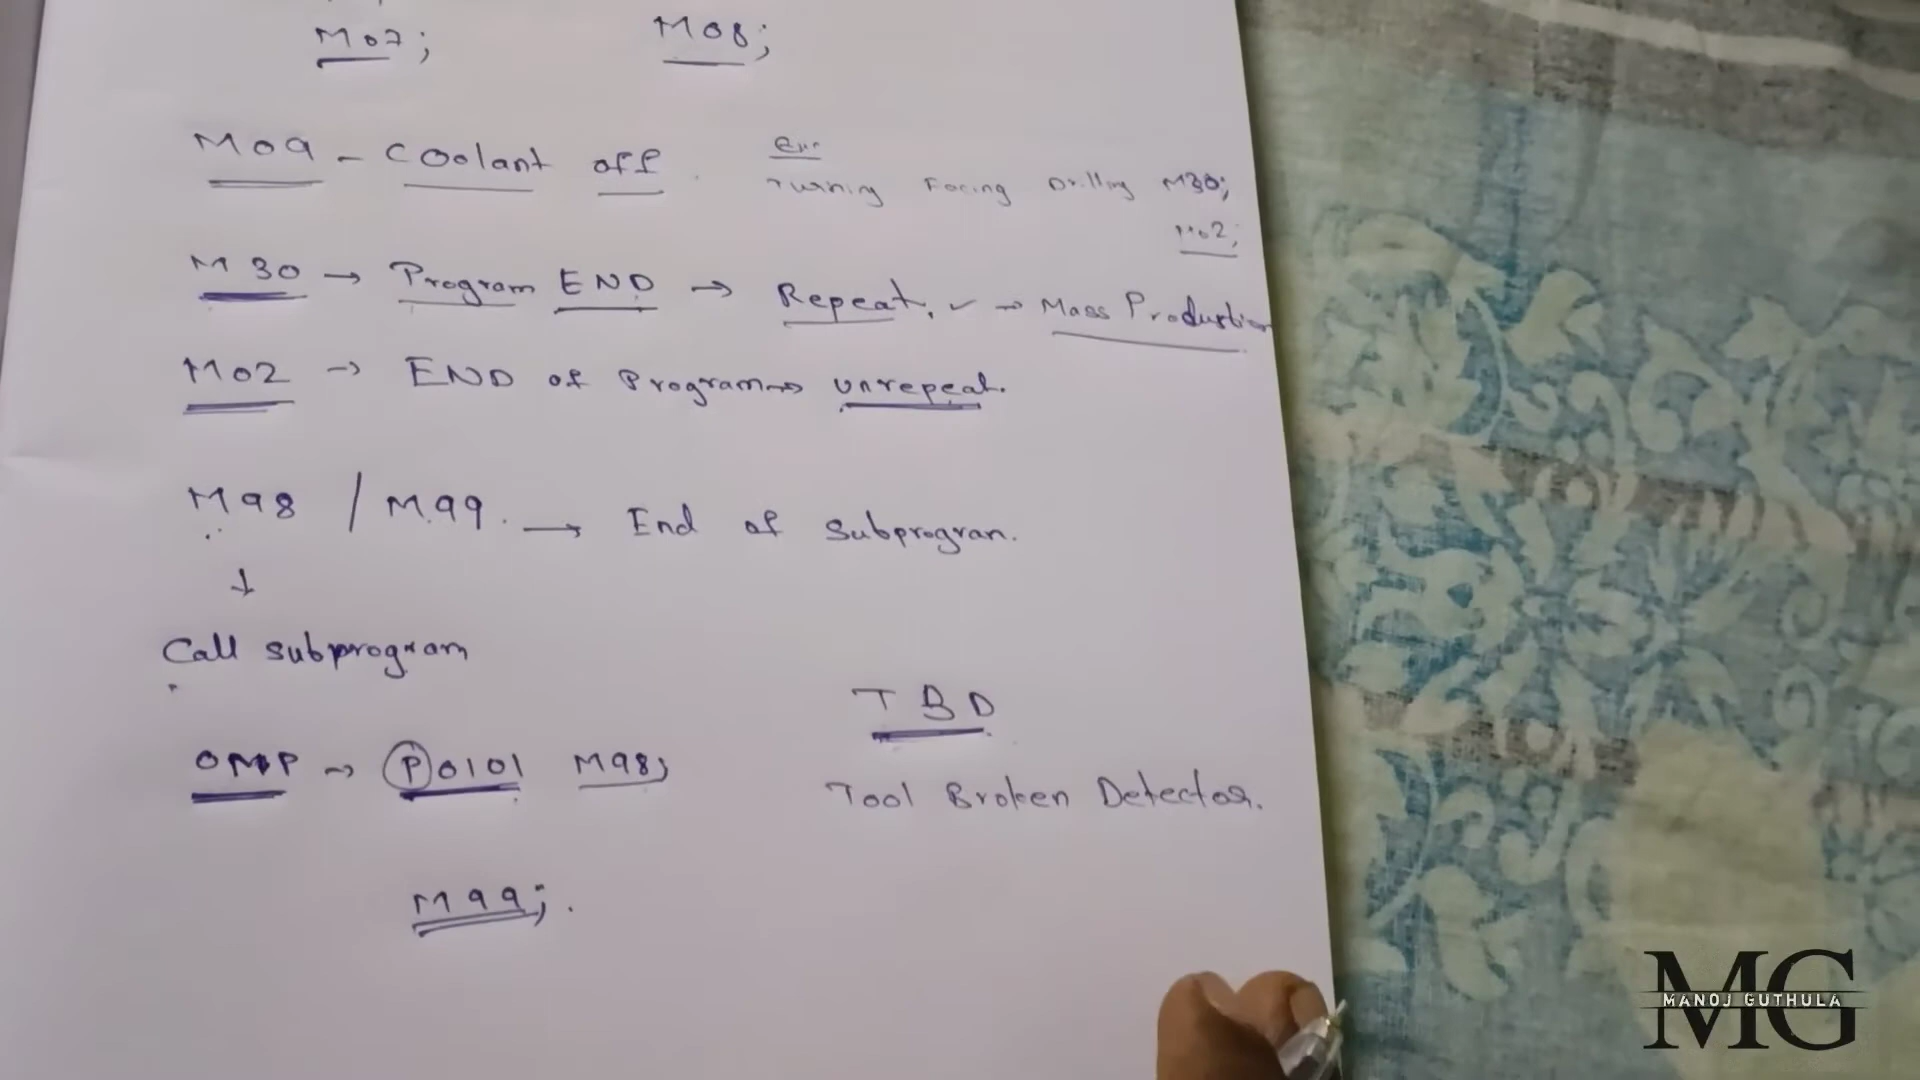 M07; M08;
M09 - Coolant off.
Turning Facing Drilling M30;
M02;
M30 → Program END → Repeat. ✓ → Mass Production
M02 → END of Program → unrepeat.
M98 / M99. → End of Subprogran.
↓
Call subprogram
TBD
OMP → P0101 M98;
Tool Broken Detector.
M99;.
MG
MANOJ GUTHULA